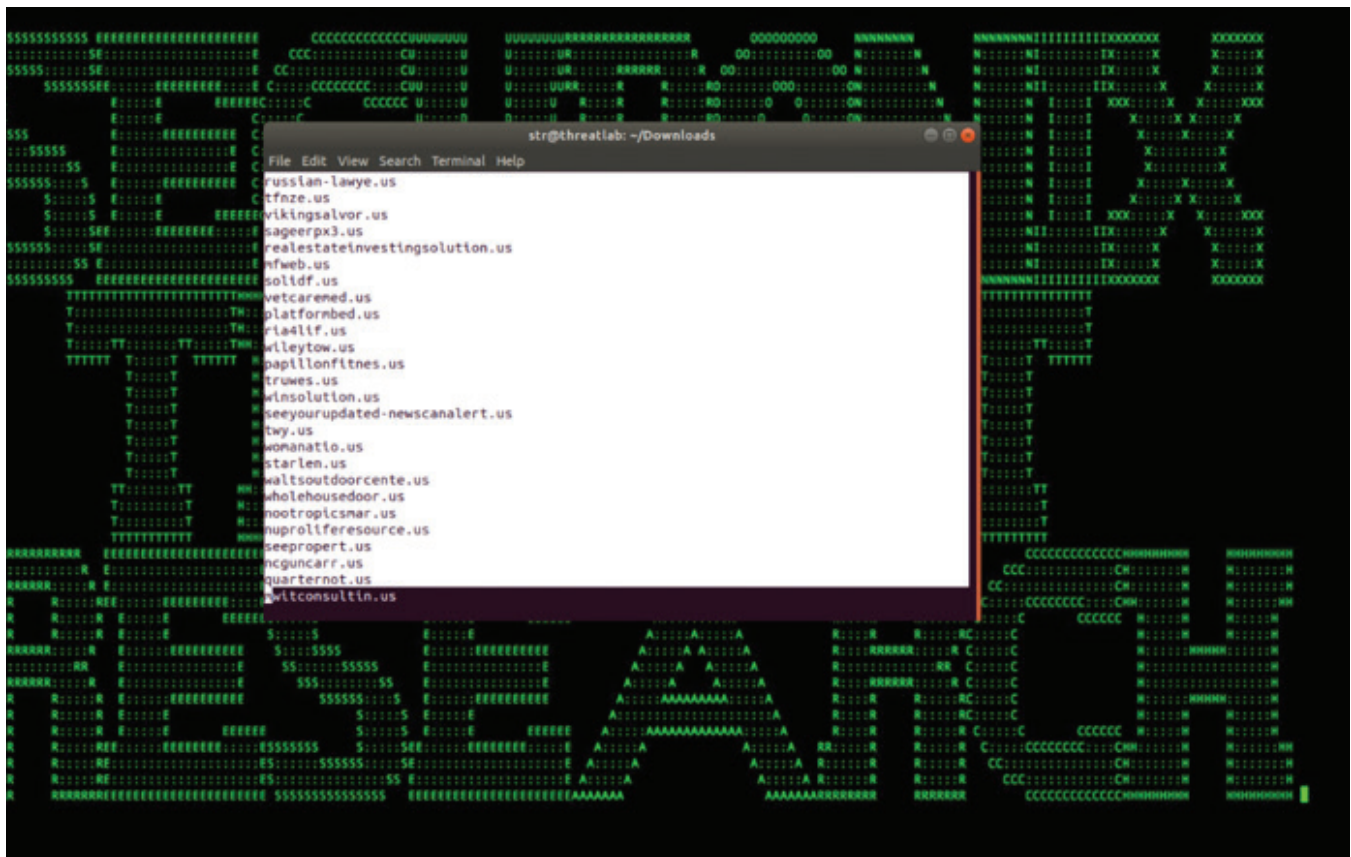 SECURONIX
str@threatlab: ~/Downloads
File Edit View Search Terminal Help
russian-lawye.us
tfnze.us
vikingsalvor.us
sageerpx3.us
realestateinvestingsolution.us
mfweb.us
solidf.us
vetcaremed.us
platformbed.us
ria4lif.us
wileytow.us
papillonfitnes.us
truwes.us
winsolution.us
seeyourupdated-newscanalert.us
twy.us
womanatio.us
starlen.us
waltsoutdoorcente.us
wholehousedoor.us
nootropicsmar.us
nuproliferesource.us
seepropert.us
ncguncarr.us
quarternot.us
witconsultin.us
RESEARCH